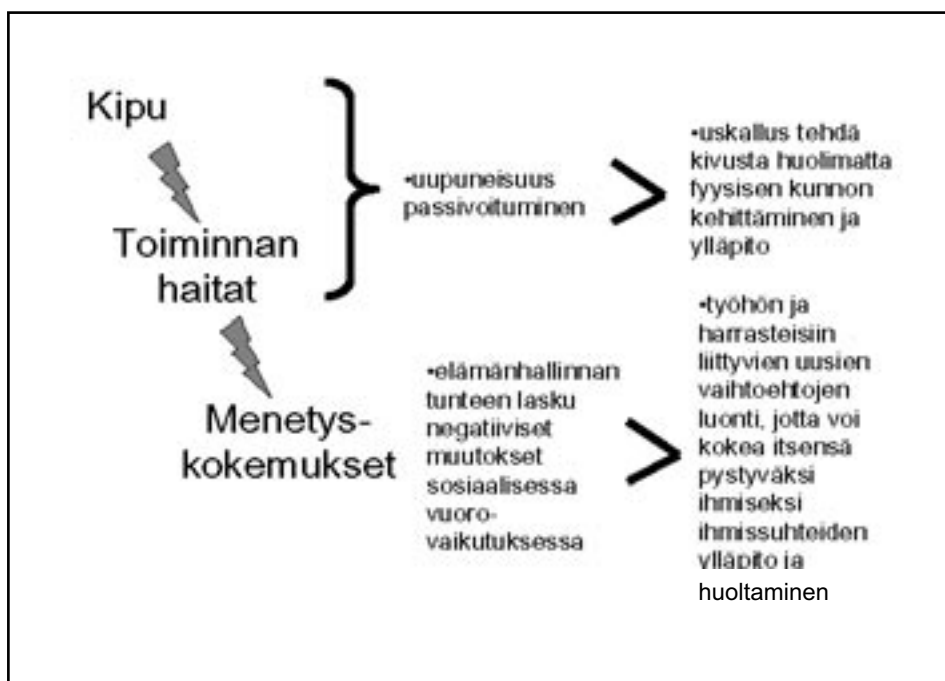 Kipu
Toiminnan
haitat
•uupuneisuus
passivoituminen
•uskallus tehdä
kivusta huolimatta
fyysisen kunnon
kehittäminen ja
ylläpito
Menetys-
kokemukset
•elämänhallinnan
tunteen lasku
negatiiviset
muutokset
sosiaalisessa
vuoro-
vaikutuksessa
•työhön ja
harrasteisiin
liittyvien uusien
vaihtoehtojen
luonti, jotta voi
kokea itsensä
pystyväksi
ihmiseksi
ihmissuhteiden
ylläpito ja
huoltaminen